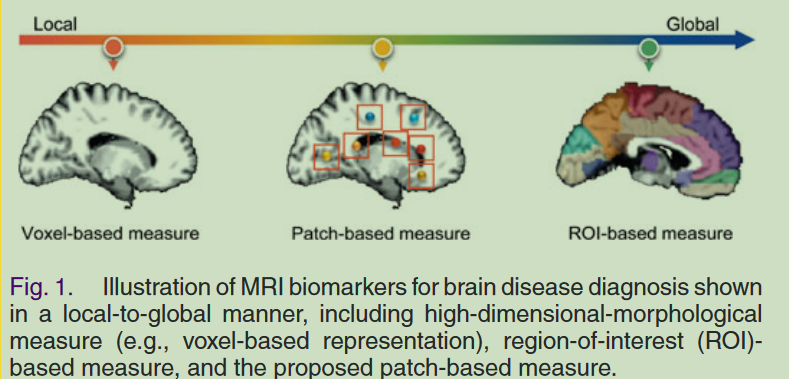 Local
Global
Voxel-based measure
Patch-based measure
ROI-based measure
Fig. 1. Illustration of MRI biomarkers for brain disease diagnosis shown
in a local-to-global manner, including high-dimensional-morphological
measure (e.g., voxel-based representation), region-of-interest (ROI)-
based measure, and the proposed patch-based measure.